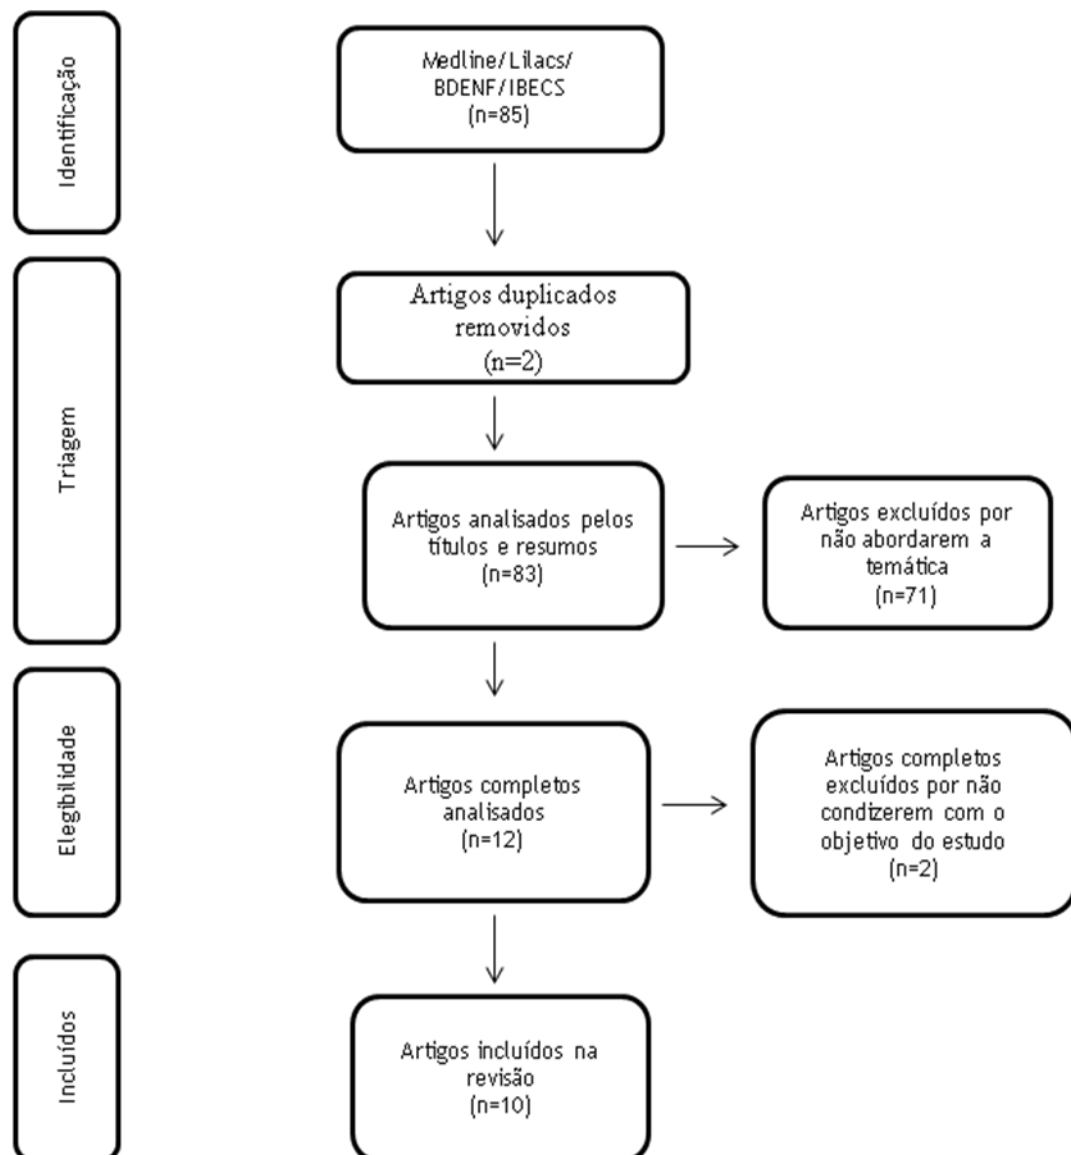 Identificação
Medline/Lilacs/
BDENF/IBECS
(n=85)
Triagem
Artigos duplicados
removidos
(n=2)
Artigos analisados pelos
títulos e resumos
(n=83)
Artigos excluídos por
não abordarem a
temática
(n=71)
Elegibilidade
Artigos completos
analisados
(n=12)
Artigos completos
excluídos por não
condizerem com o
objetivo do estudo
(n=2)
Incluídos
Artigos incluídos na
revisão
(n=10)